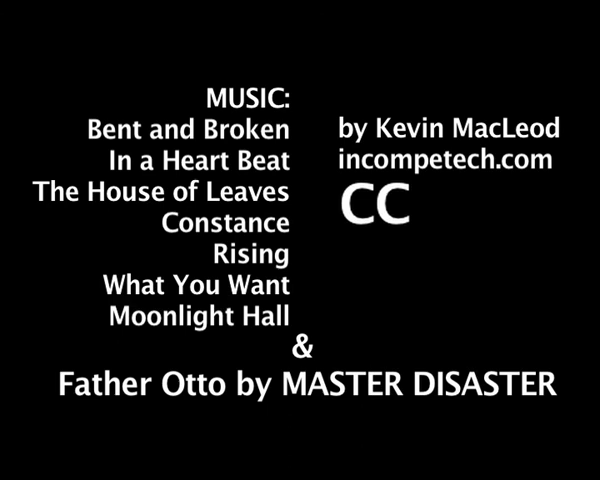 MUSIC:
Bent and Broken
In a Heart Beat
The House of Leaves
Constance
Rising
What You Want
Moonlight Hall
by Kevin MacLeod
incompetech.com
CC
&
Father Otto by MASTER DISASTER